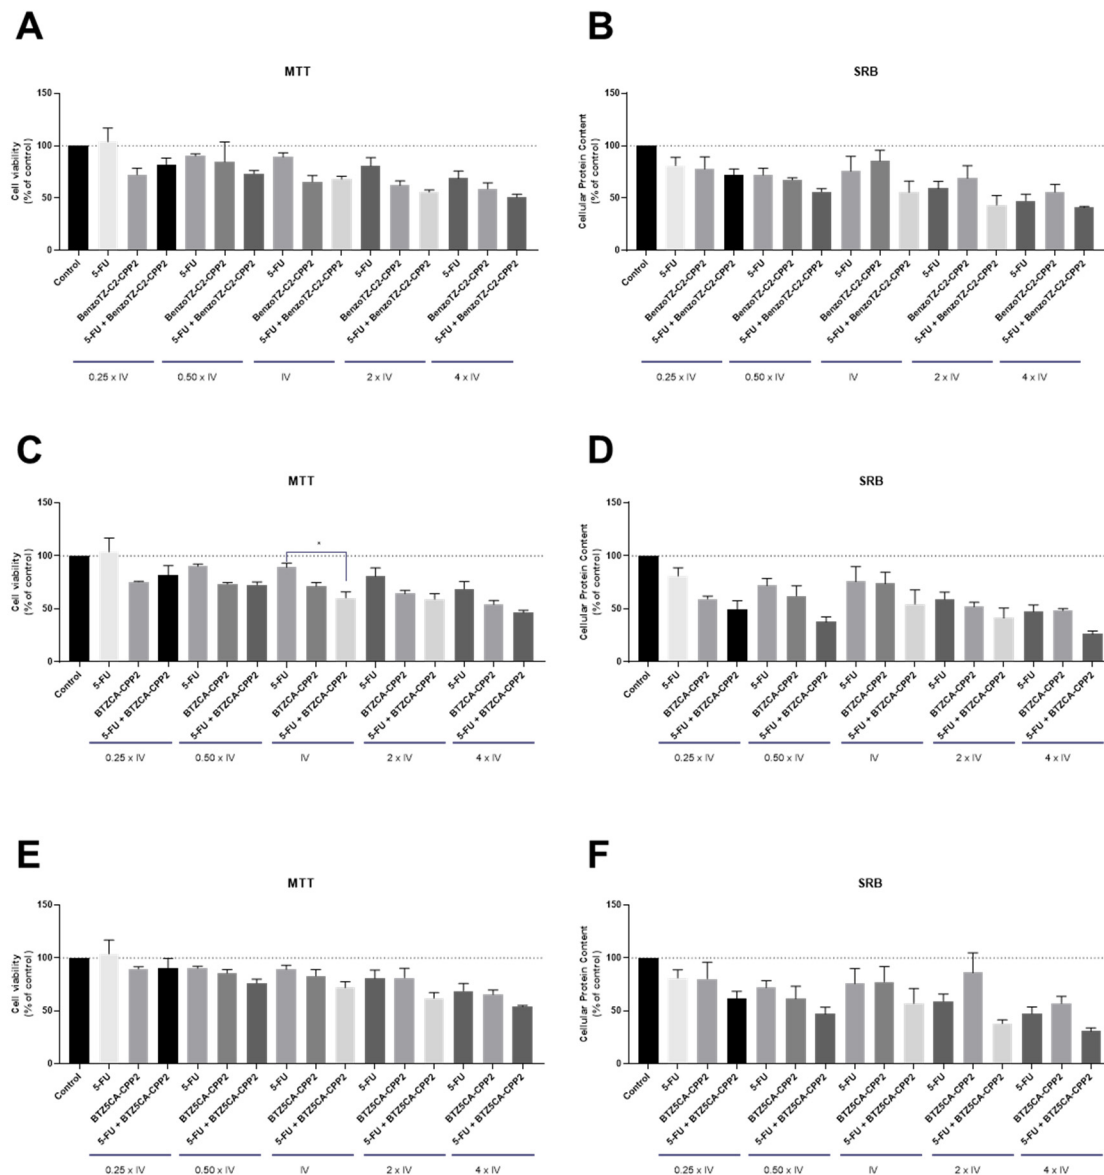 A
MTT
Cell viability
(% of control)
150
100
50
0
Control
5-FU
BenzoTZ-C2-CPP2
5-FU + BenzoTZ-C2-CPP2
5-FU
BenzoTZ-C2-CPP2
5-FU + BenzoTZ-C2-CPP2
5-FU
BenzoTZ-C2-CPP2
5-FU + BenzoTZ-C2-CPP2
5-FU
BenzoTZ-C2-CPP2
5-FU + BenzoTZ-C2-CPP2
5-FU
BenzoTZ-C2-CPP2
5-FU + BenzoTZ-C2-CPP2
0.25 x IV
0.50 x IV
IV
2 x IV
4 x IV
B
SRB
Cellular Protein Content
(% of control)
150
100
50
0
Control
5-FU
BenzoTZ-C2-CPP2
5-FU + BenzoTZ-C2-CPP2
5-FU
BenzoTZ-C2-CPP2
5-FU + BenzoTZ-C2-CPP2
5-FU
BenzoTZ-C2-CPP2
5-FU + BenzoTZ-C2-CPP2
5-FU
BenzoTZ-C2-CPP2
5-FU + BenzoTZ-C2-CPP2
5-FU
BenzoTZ-C2-CPP2
5-FU + BenzoTZ-C2-CPP2
0.25 x IV
0.50 x IV
IV
2 x IV
4 x IV
C
MTT
Cell viability
(% of control)
150
100
50
0
*
Control
5-FU
BTZCA-CPP2
5-FU + BTZCA-CPP2
5-FU
BTZCA-CPP2
5-FU + BTZCA-CPP2
5-FU
BTZCA-CPP2
5-FU + BTZCA-CPP2
5-FU
BTZCA-CPP2
5-FU + BTZCA-CPP2
5-FU
BTZCA-CPP2
5-FU + BTZCA-CPP2
0.25 x IV
0.50 x IV
IV
2 x IV
4 x IV
D
SRB
Cellular Protein Content
(% of control)
150
100
50
0
Control
5-FU
BTZCA-CPP2
5-FU + BTZCA-CPP2
5-FU
BTZCA-CPP2
5-FU + BTZCA-CPP2
5-FU
BTZCA-CPP2
5-FU + BTZCA-CPP2
5-FU
BTZCA-CPP2
5-FU + BTZCA-CPP2
5-FU
BTZCA-CPP2
5-FU + BTZCA-CPP2
0.25 x IV
0.50 x IV
IV
2 x IV
4 x IV
E
MTT
Cell viability
(% of control)
150
100
50
0
Control
5-FU
BTZ5CA-CPP2
5-FU + BTZ5CA-CPP2
5-FU
BTZ5CA-CPP2
5-FU + BTZ5CA-CPP2
5-FU
BTZ5CA-CPP2
5-FU + BTZ5CA-CPP2
5-FU
BTZ5CA-CPP2
5-FU + BTZ5CA-CPP2
5-FU
BTZ5CA-CPP2
5-FU + BTZ5CA-CPP2
0.25 x IV
0.50 x IV
IV
2 x IV
4 x IV
F
SRB
Cellular Protein Content
(% of control)
150
100
50
0
Control
5-FU
BTZ5CA-CPP2
5-FU + BTZ5CA-CPP2
5-FU
BTZ5CA-CPP2
5-FU + BTZ5CA-CPP2
5-FU
BTZ5CA-CPP2
5-FU + BTZ5CA-CPP2
5-FU
BTZ5CA-CPP2
5-FU + BTZ5CA-CPP2
5-FU
BTZ5CA-CPP2
5-FU + BTZ5CA-CPP2
0.25 x IV
0.50 x IV
IV
2 x IV
4 x IV